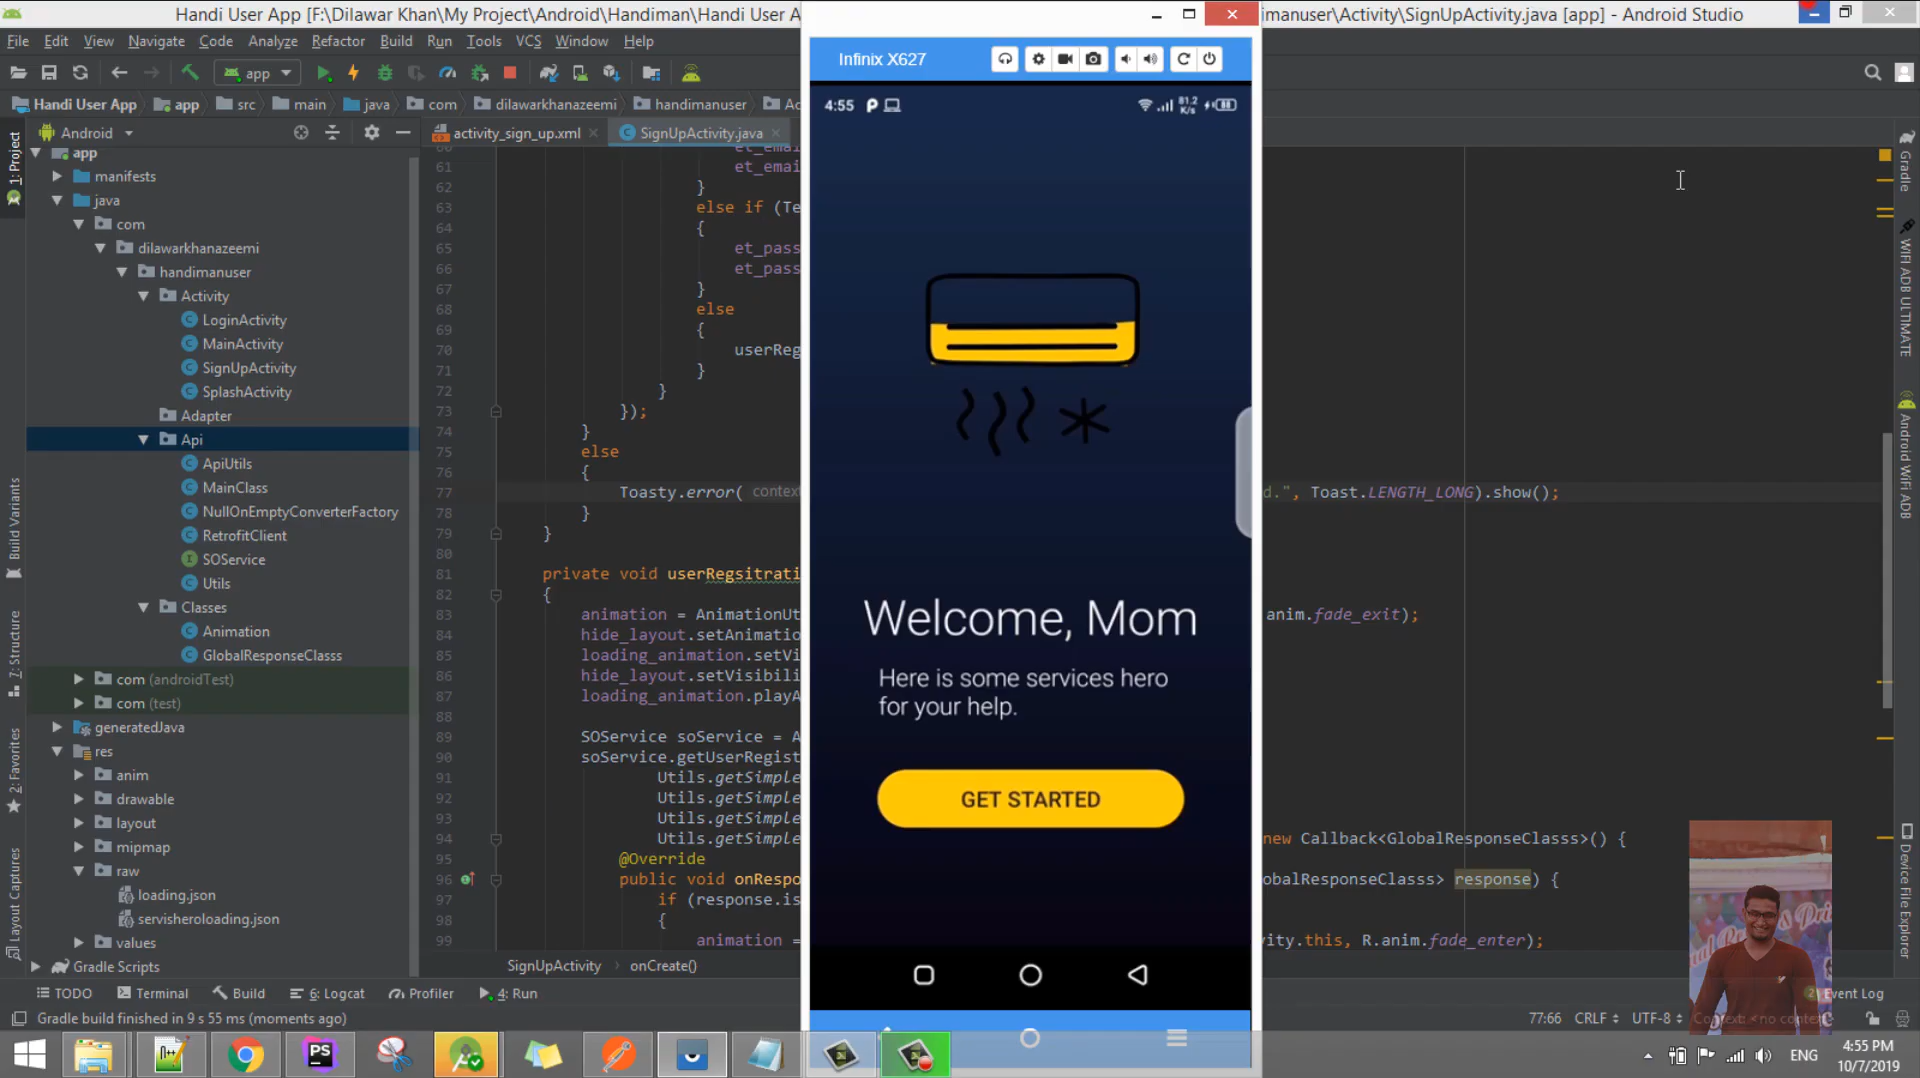 Handi User App [F:\Dilawar Khan\My Project\Android\Handiman\Handi User A
imanuser\Activity\SignUpActivity.java [app] - Android Studio
File Edit View Navigate Code Analyze Refactor Build Run Tools VCS Window Help
app
Handi User App app src main java com dilawarkhanazeemi handimanuser Ac
Android
activity_sign_up.xml
SignUpActivity.java
1: Project
7: Structure
Build Variants
2: Favorites
Layout Captures
app
manifests
java
com
dilawarkhanazeemi
handimanuser
Activity
LoginActivity
MainActivity
SignUpActivity
SplashActivity
Adapter
Api
ApiUtils
MainClass
NullOnEmptyConverterFactory
RetrofitClient
SOService
Utils
Classes
Animation
GlobalResponseClasss
com (androidTest)
com (test)
generatedJava
res
anim
drawable
layout
mipmap
raw
loading.json
servisheroloading.json
values
Gradle Scripts
60 et_emai
61 et_emai
62 }
63 else if (Te
64 {
65 et_pass
66 et_pass
67 }
68 else
69 {
70 userReg
71 }
72 }
73 });
74 }
75 else
76 {
77 Toasty.error( context d.", Toast.LENGTH_LONG).show();
78 }
79 }
80
81 private void userRegsitrati
82 {
83 animation = AnimationUt anim.fade_exit);
84 hide_layout.setAnimatio
85 loading_animation.setVi
86 hide_layout.setVisibili
87 loading_animation.playA
88
89 SOService soService = A
90 soService.getUserRegist
91 Utils.getSimple
92 Utils.getSimple
93 Utils.getSimple
94 Utils.getSimple new Callback<GlobalResponseClasss>() {
95 @Override
96 public void onRespo obalResponseClasss> response) {
97 if (response.is
98 {
99 animation = vity.this, R.anim.fade_enter);
SignUpActivity onCreate()
Infinix X627
4:55 81.2 K/s
Welcome, Mom
Here is some services hero
for your help.
GET STARTED
Gradle
WIFI ADB ULTIMATE
Android WiFi ADB
Device File Explorer
TODO Terminal Build 6: Logcat Profiler 4: Run
2 Event Log
Gradle build finished in 9 s 55 ms (moments ago)
77:66 CRLF UTF-8 Context: <no context>
PS
ENG
4:55 PM
10/7/2019